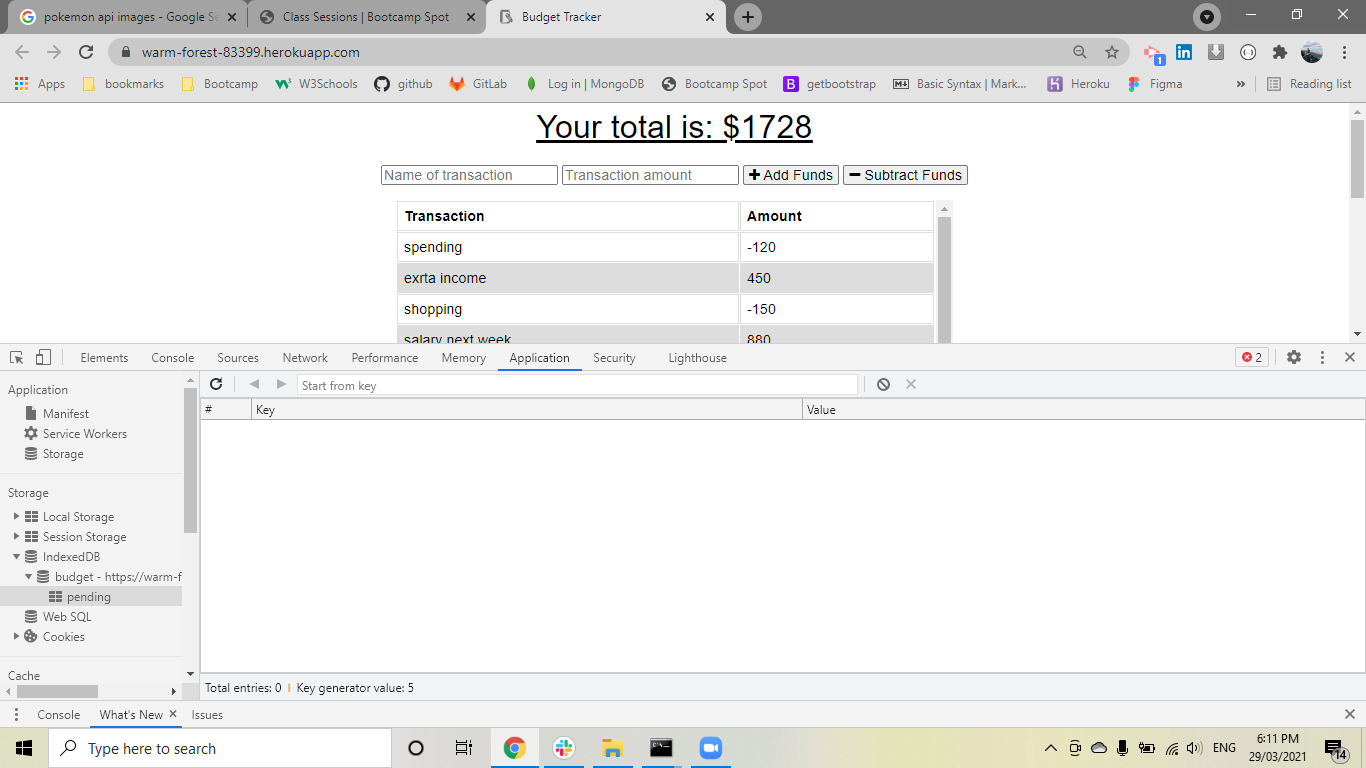 pokemon api images - Google Se
Class Sessions | Bootcamp Spot
Budget Tracker
warm-forest-83399.herokuapp.com
1
Apps bookmarks Bootcamp W3Schools github GitLab Log in | MongoDB Bootcamp Spot getbootstrap Basic Syntax | Mark... Heroku Figma » Reading list
Your total is: $1728
Name of transaction Transaction amount Add Funds Subtract Funds
Transaction Amount
spending -120
exrta income 450
shopping -150
salary next week 880
Elements Console Sources Network Performance Memory Application Security Lighthouse 2
Application
Start from key
# Key Value
Manifest
Service Workers
Storage
Storage
Local Storage
Session Storage
IndexedDB
budget - https://warm-f
pending
Web SQL
Cookies
Cache
Total entries: 0 Key generator value: 5
Console What's New Issues
Type here to search
ENG
6:11 PM
29/03/2021
14